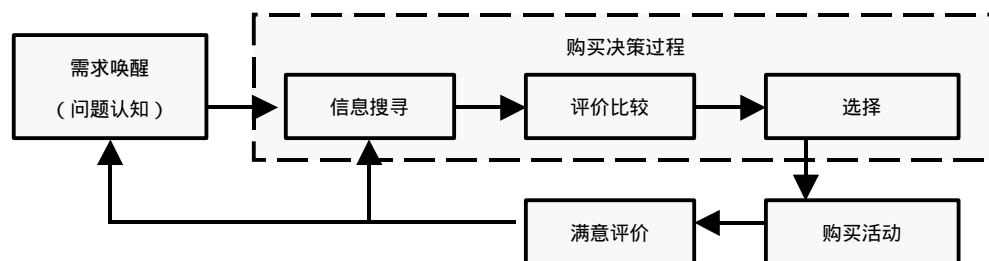 购买决策过程
需求唤醒
（问题认知）
信息搜寻
评价比较
选择
满意评价
购买活动